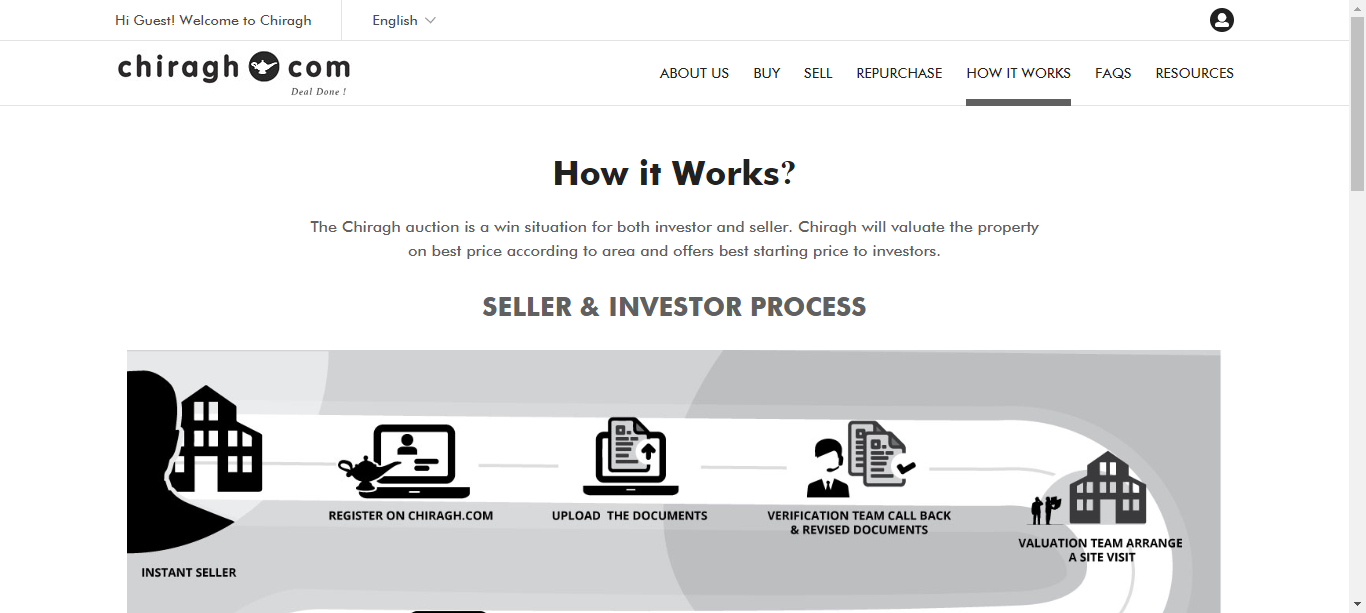 Hi Guest! Welcome to Chiragh
English
chiragh com
Deal Done !
ABOUT US
BUY
SELL
REPURCHASE
HOW IT WORKS
FAQS
RESOURCES
How it Works?
The Chiragh auction is a win situation for both investor and seller. Chiragh will valuate the property
on best price according to area and offers best starting price to investors.
SELLER & INVESTOR PROCESS
REGISTER ON CHIRAGH.COM
UPLOAD THE DOCUMENTS
VERIFICATION TEAM CALL BACK
& REVISED DOCUMENTS
VALUATION TEAM ARRANGE
A SITE VISIT
INSTANT SELLER